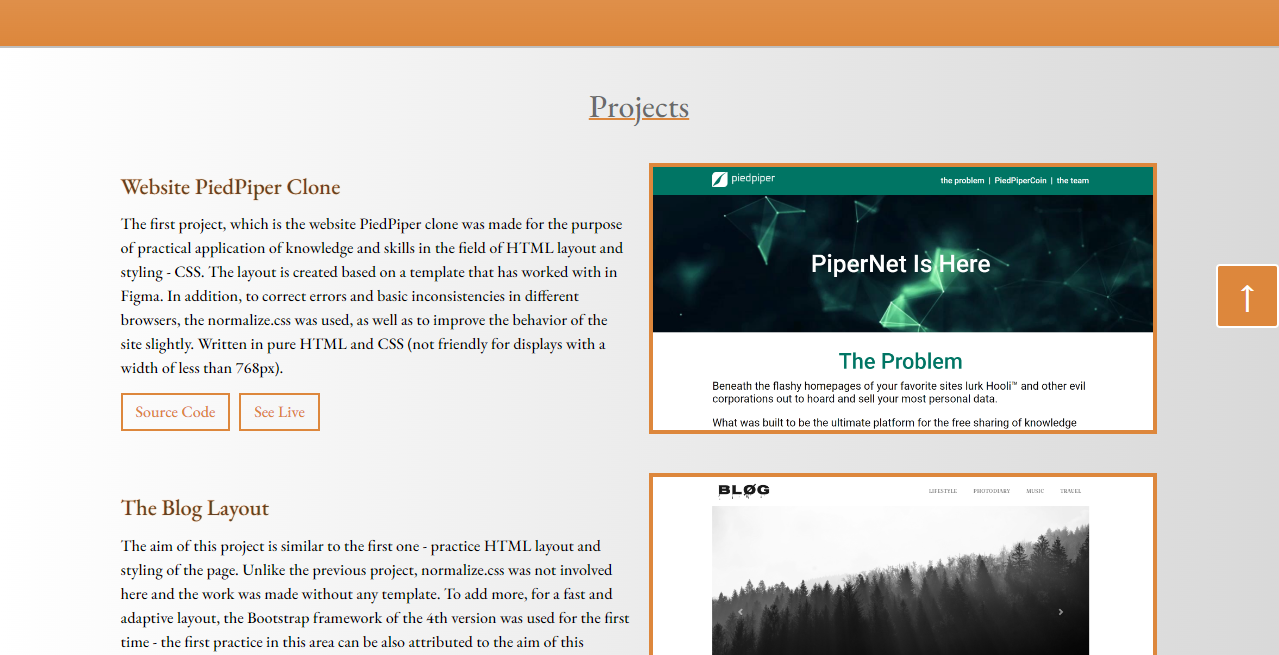 Projects
Website PiedPiper Clone
The first project, which is the website PiedPiper clone was made for the purpose
of practical application of knowledge and skills in the field of HTML layout and
styling - CSS. The layout is created based on a template that has worked with in
Figma. In addition, to correct errors and basic inconsistencies in different
browsers, the normalize.css was used, as well as to improve the behavior of the
site slightly. Written in pure HTML and CSS (not friendly for displays with a
width of less than 768px).
Source Code
See Live
piedpiper
the problem | PiedPiperCoin | the team
PiperNet Is Here
The Problem
Beneath the flashy homepages of your favorite sites lurk Hooli™ and other evil
corporations out to hoard and sell your most personal data.
What was built to be the ultimate platform for the free sharing of knowledge
The Blog Layout
The aim of this project is similar to the first one - practice HTML layout and
styling of the page. Unlike the previous project, normalize.css was not involved
here and the work was made without any template. To add more, for a fast and
adaptive layout, the Bootstrap framework of the 4th version was used for the first
time - the first practice in this area can be also attributed to the aim of this
BLØG
LIFESTYLE PHOTODIARY MUSIC TRAVEL